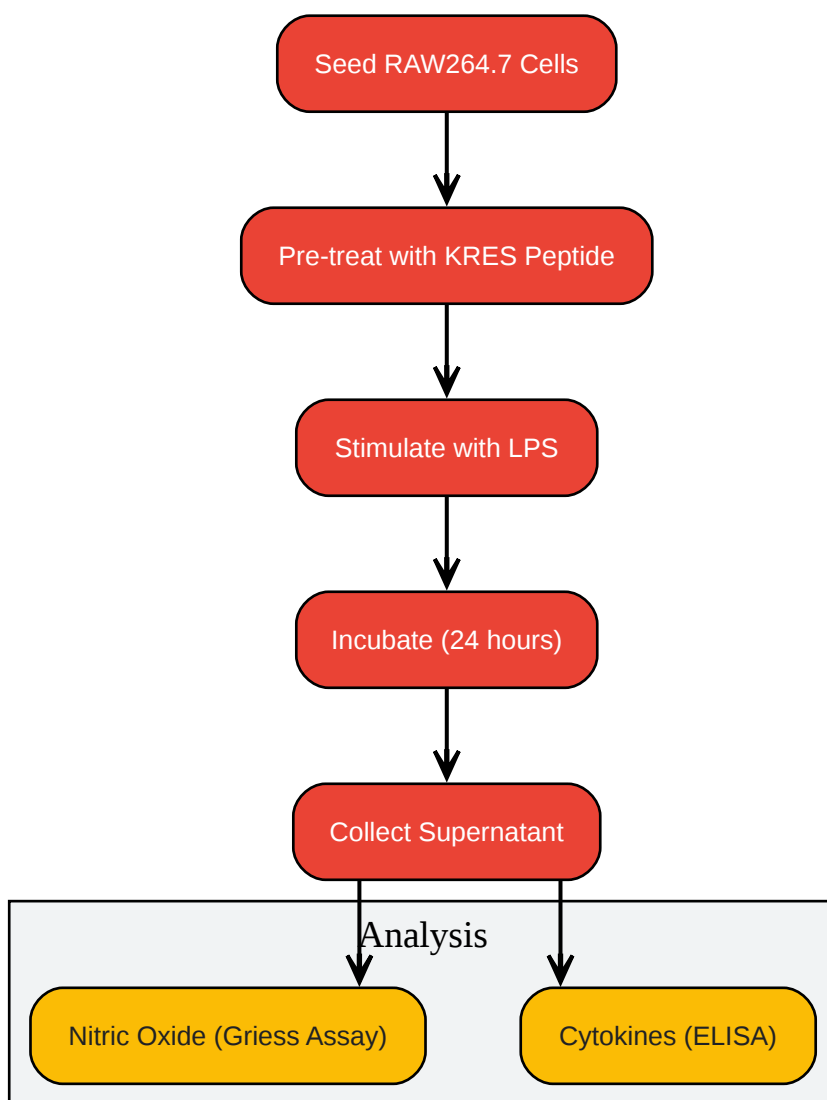 Seed RAW264.7 Cells
Pre-treat with KRES Peptide
Stimulate with LPS
Incubate (24 hours)
Collect Supernatant
Analysis
Nitric Oxide (Griess Assay)
Cytokines (ELISA)